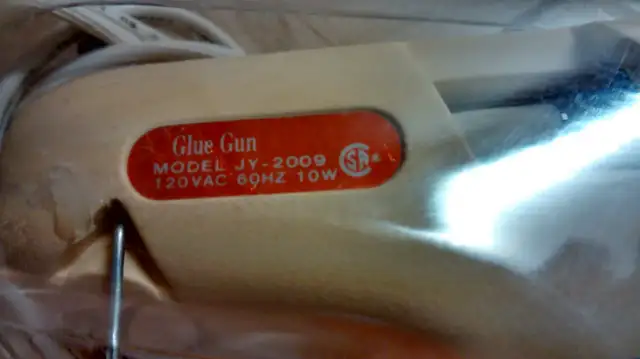 Glue Gun
MODEL JY-2009
120VAC 60HZ 10W